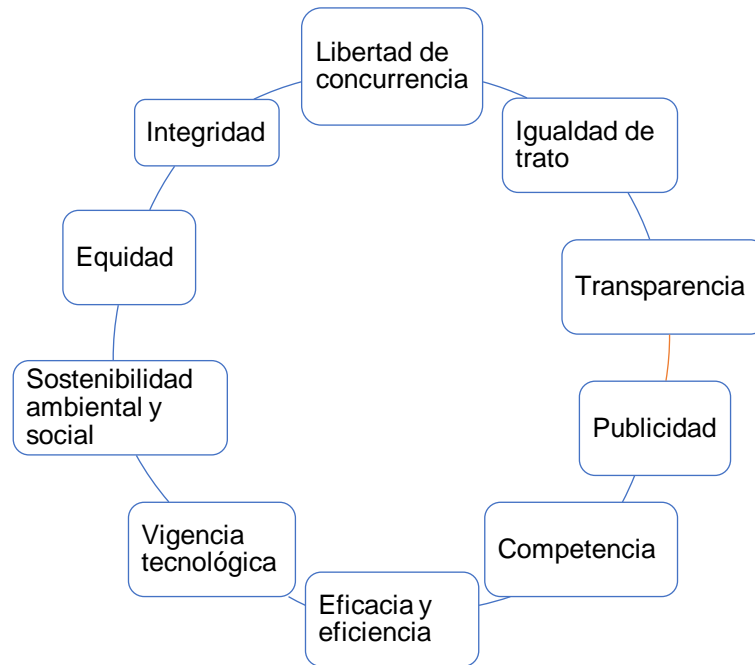 Libertad de
concurrencia
Igualdad de
trato
Transparencia
Publicidad
Competencia
Eficacia y
eficiencia
Vigencia
tecnológica
Sostenibilidad
ambiental y
social
Equidad
Integridad